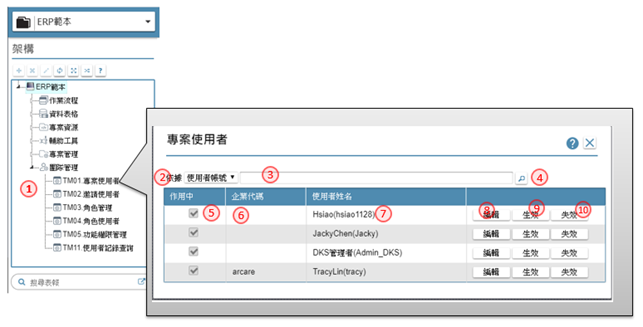 ERP範本
架構
ERP範本
作業流程
資料表格
專案資源
輔助工具
專案管理
團隊管理
1
TM01.專案使用者
TM02.邀請使用者
TM03.角色管理
TM04.角色使用者
TM05.功能權限管理
TM11.使用者記錄查詢
搜尋表報
專案使用者
2 依據 使用者帳號 3 4
作用中 企業代碼 使用者姓名
5 6 Hsiao(hsiao1128) 7 8 編輯 9 生效 10 失效
JackyChen(Jacky) 編輯 生效 失效
DKS管理者(Admin_DKS) 編輯 生效 失效
arcare TracyLin(tracy) 編輯 生效 失效